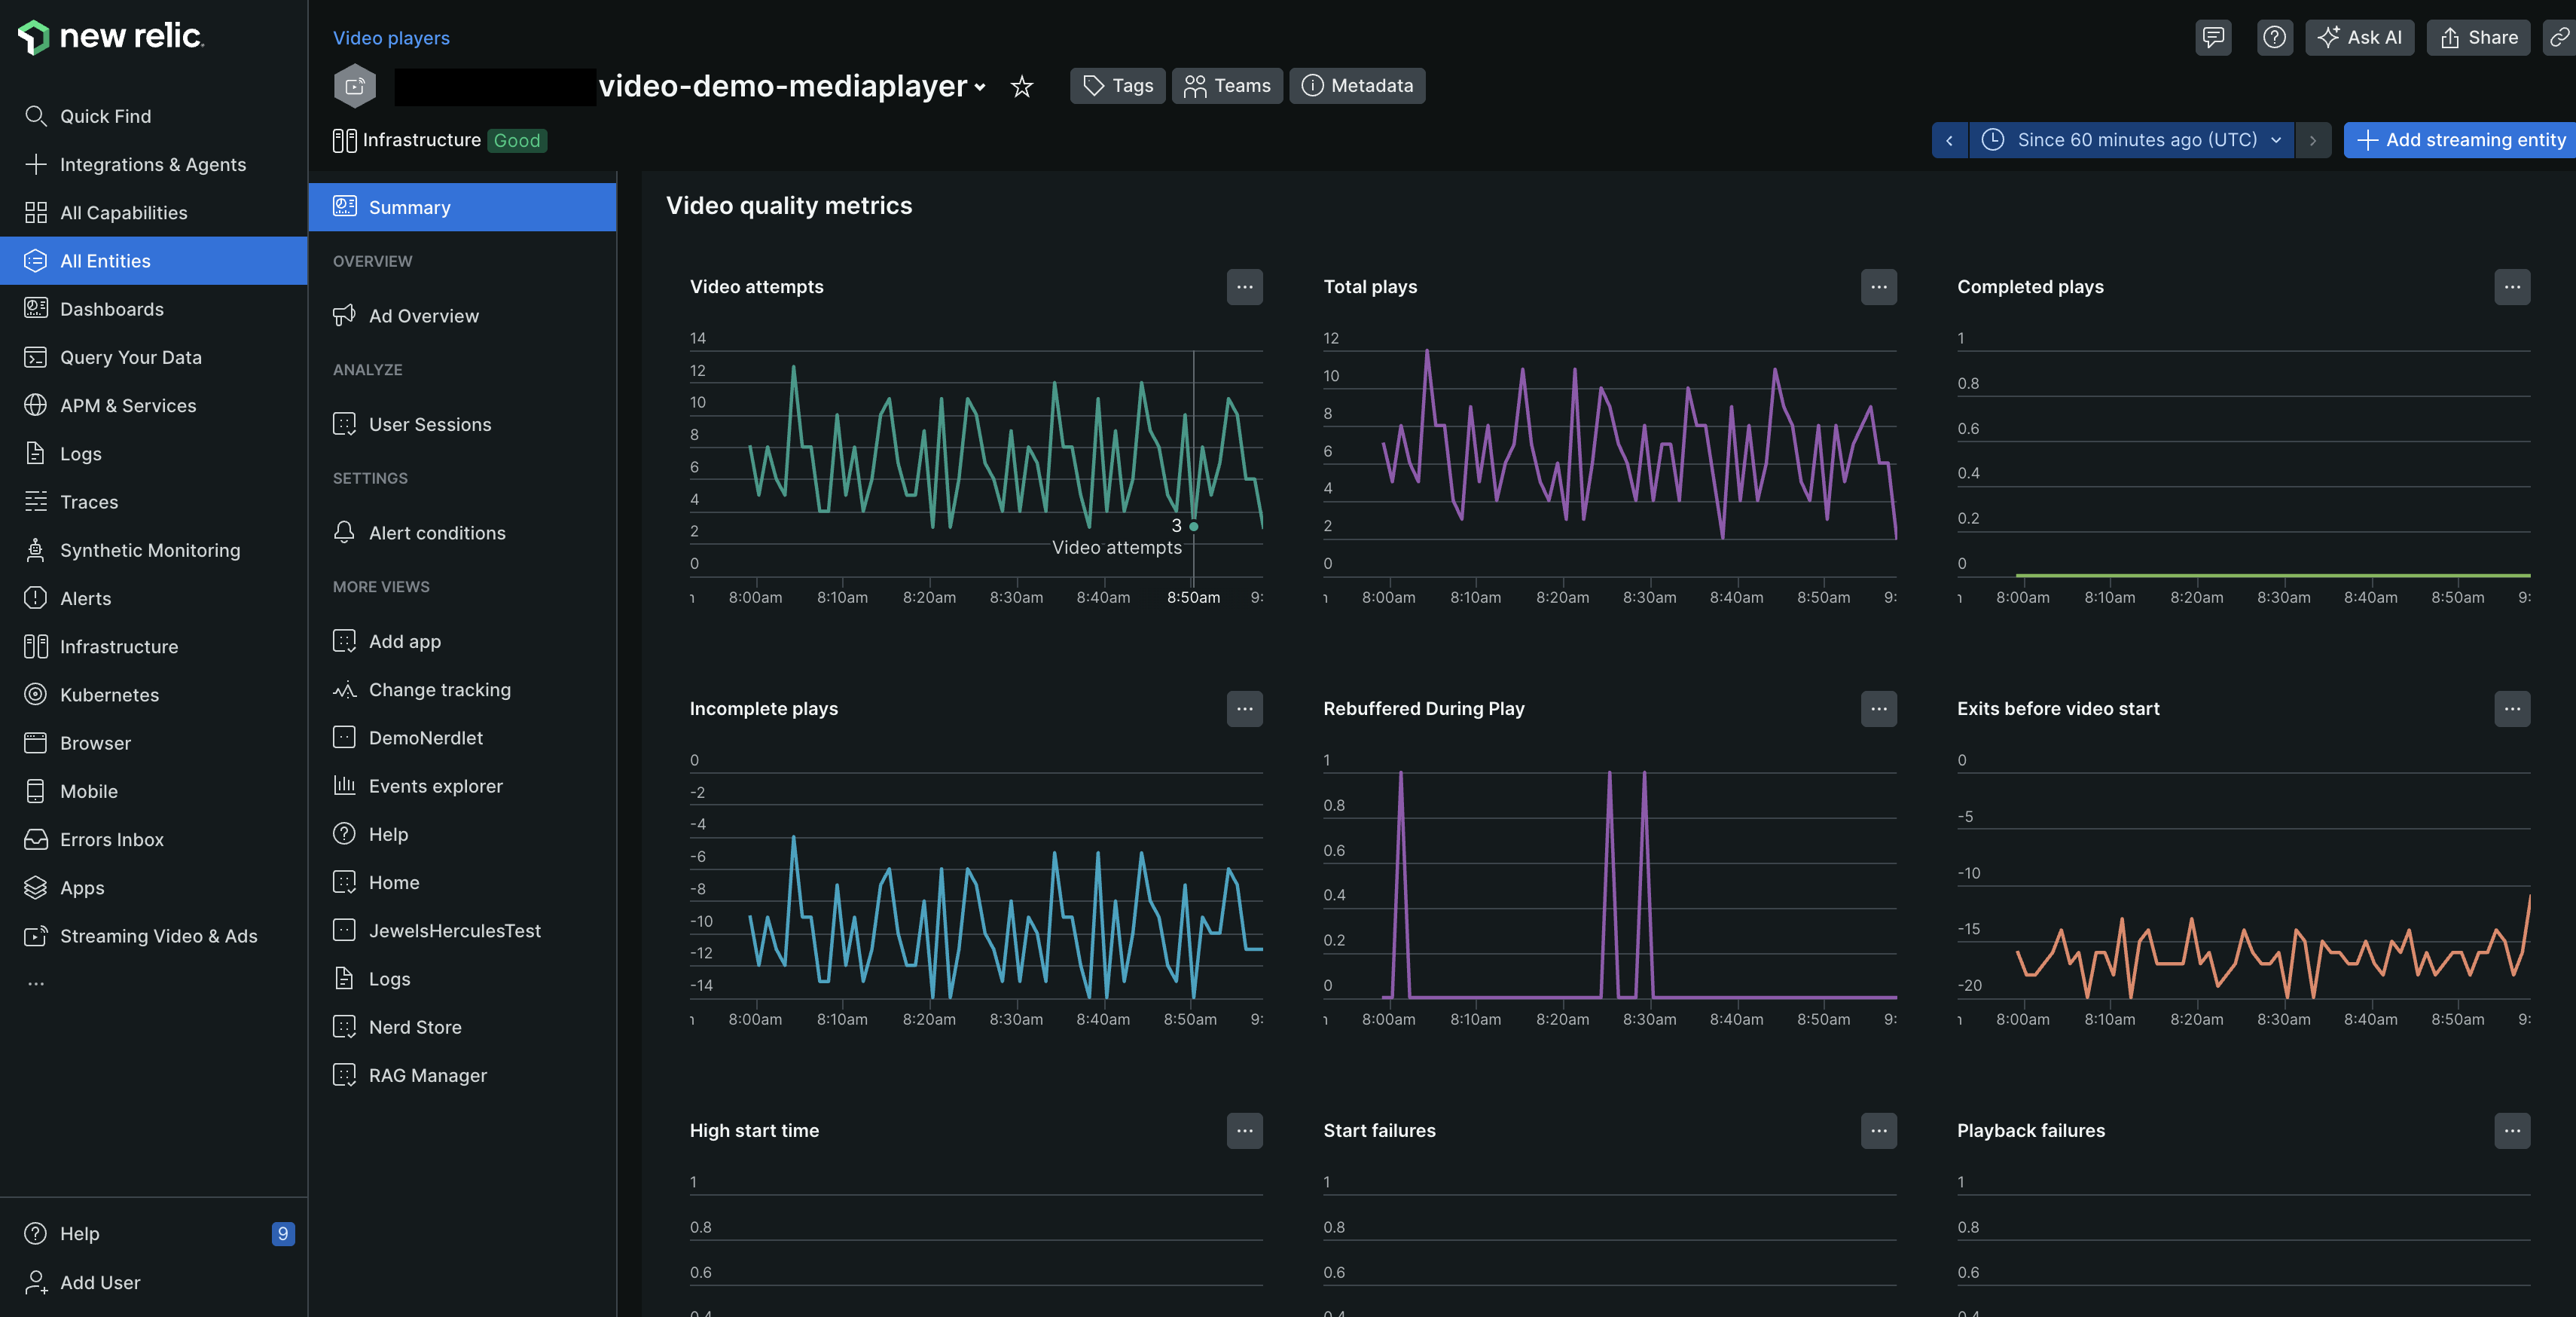 new relic.
Quick Find
Integrations & Agents
All Capabilities
All Entities
Dashboards
Query Your Data
APM & Services
Logs
Traces
Synthetic Monitoring
Alerts
Infrastructure
Kubernetes
Browser
Mobile
Errors Inbox
Apps
Streaming Video & Ads
...
Help 9
Add User
Video players
video-demo-mediaplayer
Tags Teams Metadata
Ask AI Share
Infrastructure Good
Since 60 minutes ago (UTC)
Add streaming entity
Summary
OVERVIEW
Ad Overview
ANALYZE
User Sessions
SETTINGS
Alert conditions
MORE VIEWS
Add app
Change tracking
DemoNerdlet
Events explorer
Help
Home
JewelsHerculesTest
Logs
Nerd Store
RAG Manager
Video quality metrics
Video attempts
14
12
10
8
6
4
2
0
3
Video attempts
8:00am 8:10am 8:20am 8:30am 8:40am 8:50am 9:
Total plays
12
10
8
6
4
2
0
8:00am 8:10am 8:20am 8:30am 8:40am 8:50am 9:
Completed plays
1
0.8
0.6
0.4
0.2
0
8:00am 8:10am 8:20am 8:30am 8:40am 8:50am 9:
Incomplete plays
0
-2
-4
-6
-8
-10
-12
-14
8:00am 8:10am 8:20am 8:30am 8:40am 8:50am 9:
Rebuffered During Play
1
0.8
0.6
0.4
0.2
0
8:00am 8:10am 8:20am 8:30am 8:40am 8:50am 9:
Exits before video start
0
-5
-10
-15
-20
8:00am 8:10am 8:20am 8:30am 8:40am 8:50am 9:
High start time
1
0.8
0.6
0.4
Start failures
1
0.8
0.6
0.4
Playback failures
1
0.8
0.6
0.4